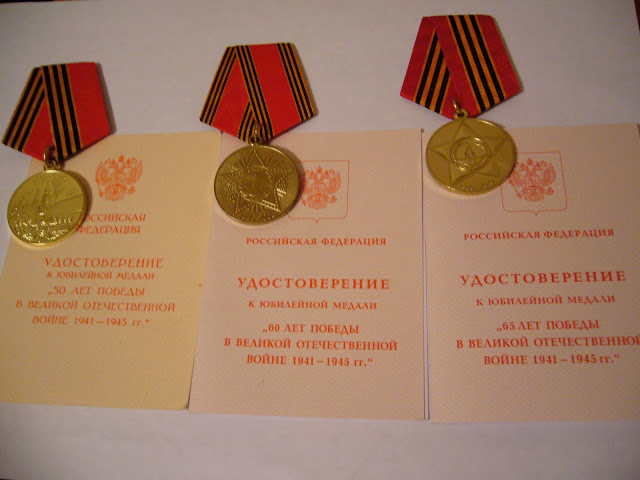 РОССИЙСКАЯ
ФЕДЕРАЦИЯ
УДОСТОВЕРЕНИЕ
К ЮБИЛЕЙНОЙ МЕДАЛИ
„50 ЛЕТ ПОБЕДЫ
В ВЕЛИКОЙ ОТЕЧЕСТВЕННОЙ
ВОЙНЕ 1941—1945 гг.“
РОССИЙСКАЯ ФЕДЕРАЦИЯ
УДОСТОВЕРЕНИЕ
К ЮБИЛЕЙНОЙ МЕДАЛИ
„60 ЛЕТ ПОБЕДЫ
В ВЕЛИКОЙ ОТЕЧЕСТВЕННОЙ
ВОЙНЕ 1941—1945 гг.“
РОССИЙСКАЯ ФЕДЕРАЦИЯ
УДОСТОВЕРЕНИЕ
К ЮБИЛЕЙНОЙ МЕДАЛИ
„65 ЛЕТ ПОБЕДЫ
В ВЕЛИКОЙ ОТЕЧЕСТВЕННОЙ
ВОЙНЕ 1941—1945 гг.“